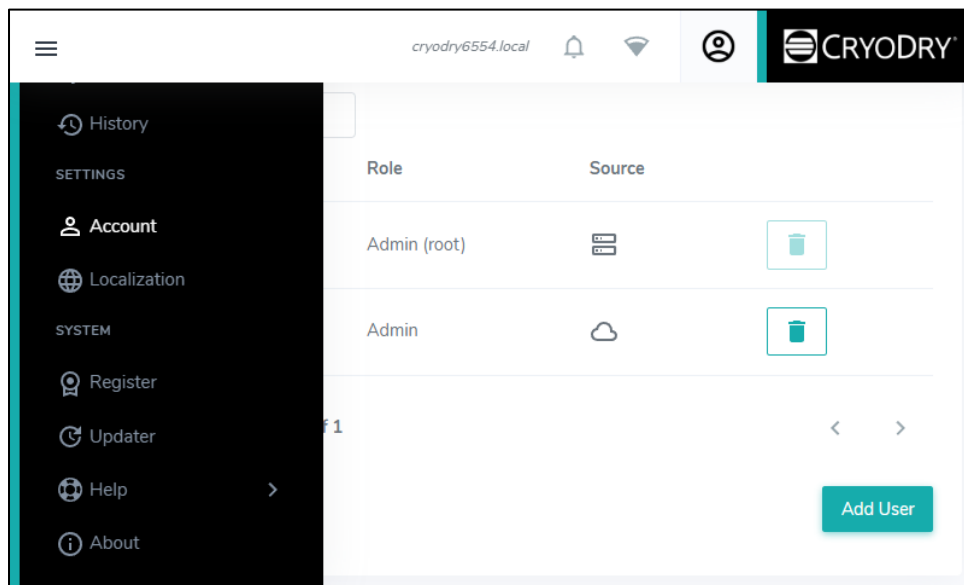 cryodry6554.local
CRYODRY®
History
SETTINGS
Account
Localization
SYSTEM
Register
Updater
Help
About
Role Source
Admin (root)
Admin
1
Add User